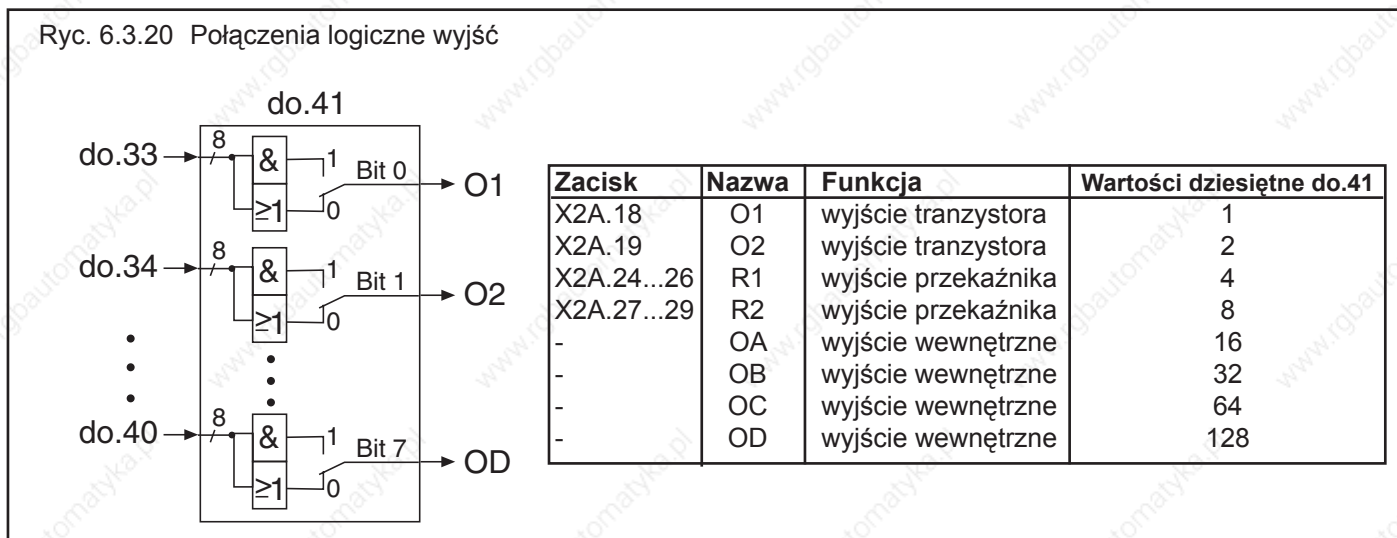 Ryc. 6.3.20 Połączenia logiczne wyjść
do.41
do.33 8 & 1 Bit 0 O1
≥1 0
do.34 8 & 1 Bit 1 O2
≥1 0
do.40 8 & 1 Bit 7 OD
≥1 0
Zacisk Nazwa Funkcja Wartości dziesiętne do.41
X2A.18 O1 wyjście tranzystora 1
X2A.19 O2 wyjście tranzystora 2
X2A.24...26 R1 wyjście przekaźnika 4
X2A.27...29 R2 wyjście przekaźnika 8
- OA wyjście wewnętrzne 16
- OB wyjście wewnętrzne 32
- OC wyjście wewnętrzne 64
- OD wyjście wewnętrzne 128
www.rgbautomatyka.pl